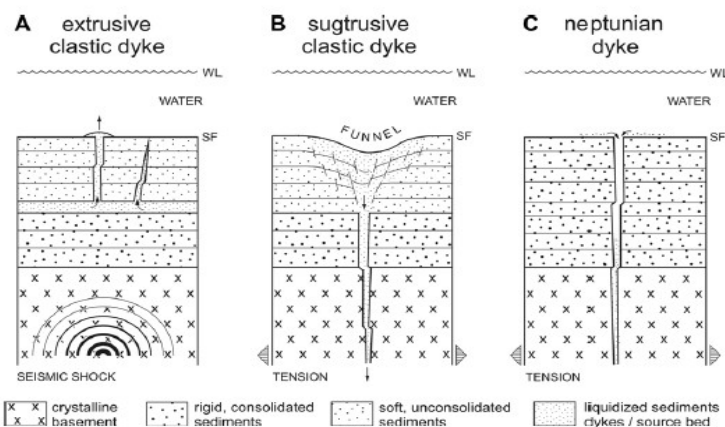 A extrusive
clastic dyke
WL
WATER
SF
SEISMIC SHOCK
B sugtrusive
clastic dyke
WL
WATER
FUNNEL
SF
TENSION
C neptunian
dyke
WL
WATER
SF
TENSION
crystalline
basement
rigid, consolidated
sediments
soft, unconsolidated
sediments
liquidized sediments
dykes / source bed